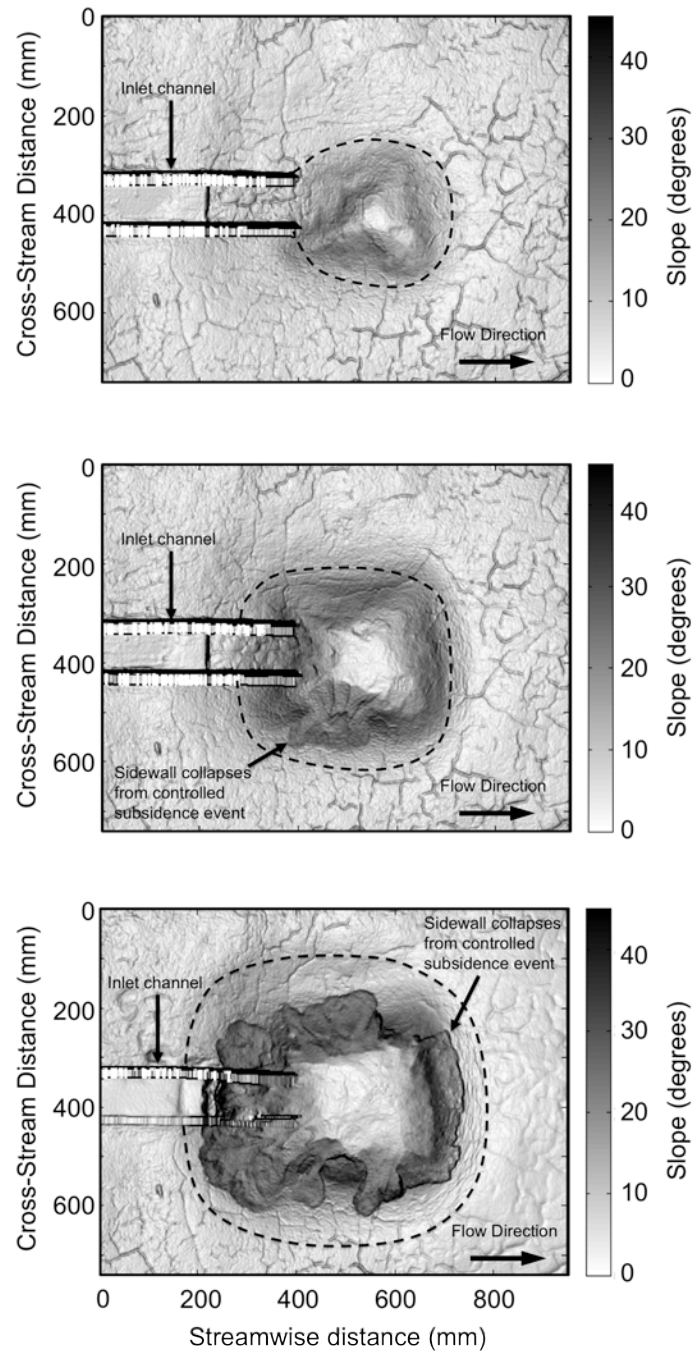 0
200
400
600
Cross-Stream Distance (mm)
Inlet channel
Flow Direction
40
30
20
10
0
Slope (degrees)
0
200
400
600
Cross-Stream Distance (mm)
Inlet channel
Sidewall collapses
from controlled
subsidence event
Flow Direction
40
30
20
10
0
Slope (degrees)
0
200
400
600
Cross-Stream Distance (mm)
Sidewall collapses
from controlled
subsidence event
Inlet channel
Flow Direction
40
30
20
10
0
Slope (degrees)
0 200 400 600 800
Streamwise distance (mm)